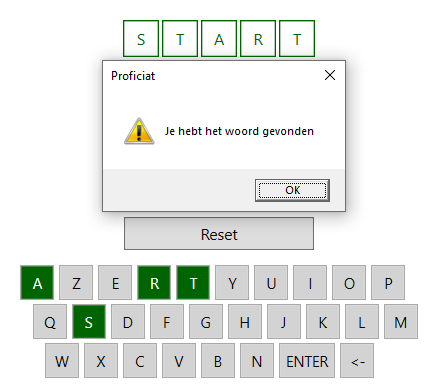 S T A R T
Proficiat
Je hebt het woord gevonden
OK
Reset
A Z E R T Y U I O P
Q S D F G H J K L M
W X C V B N ENTER <-